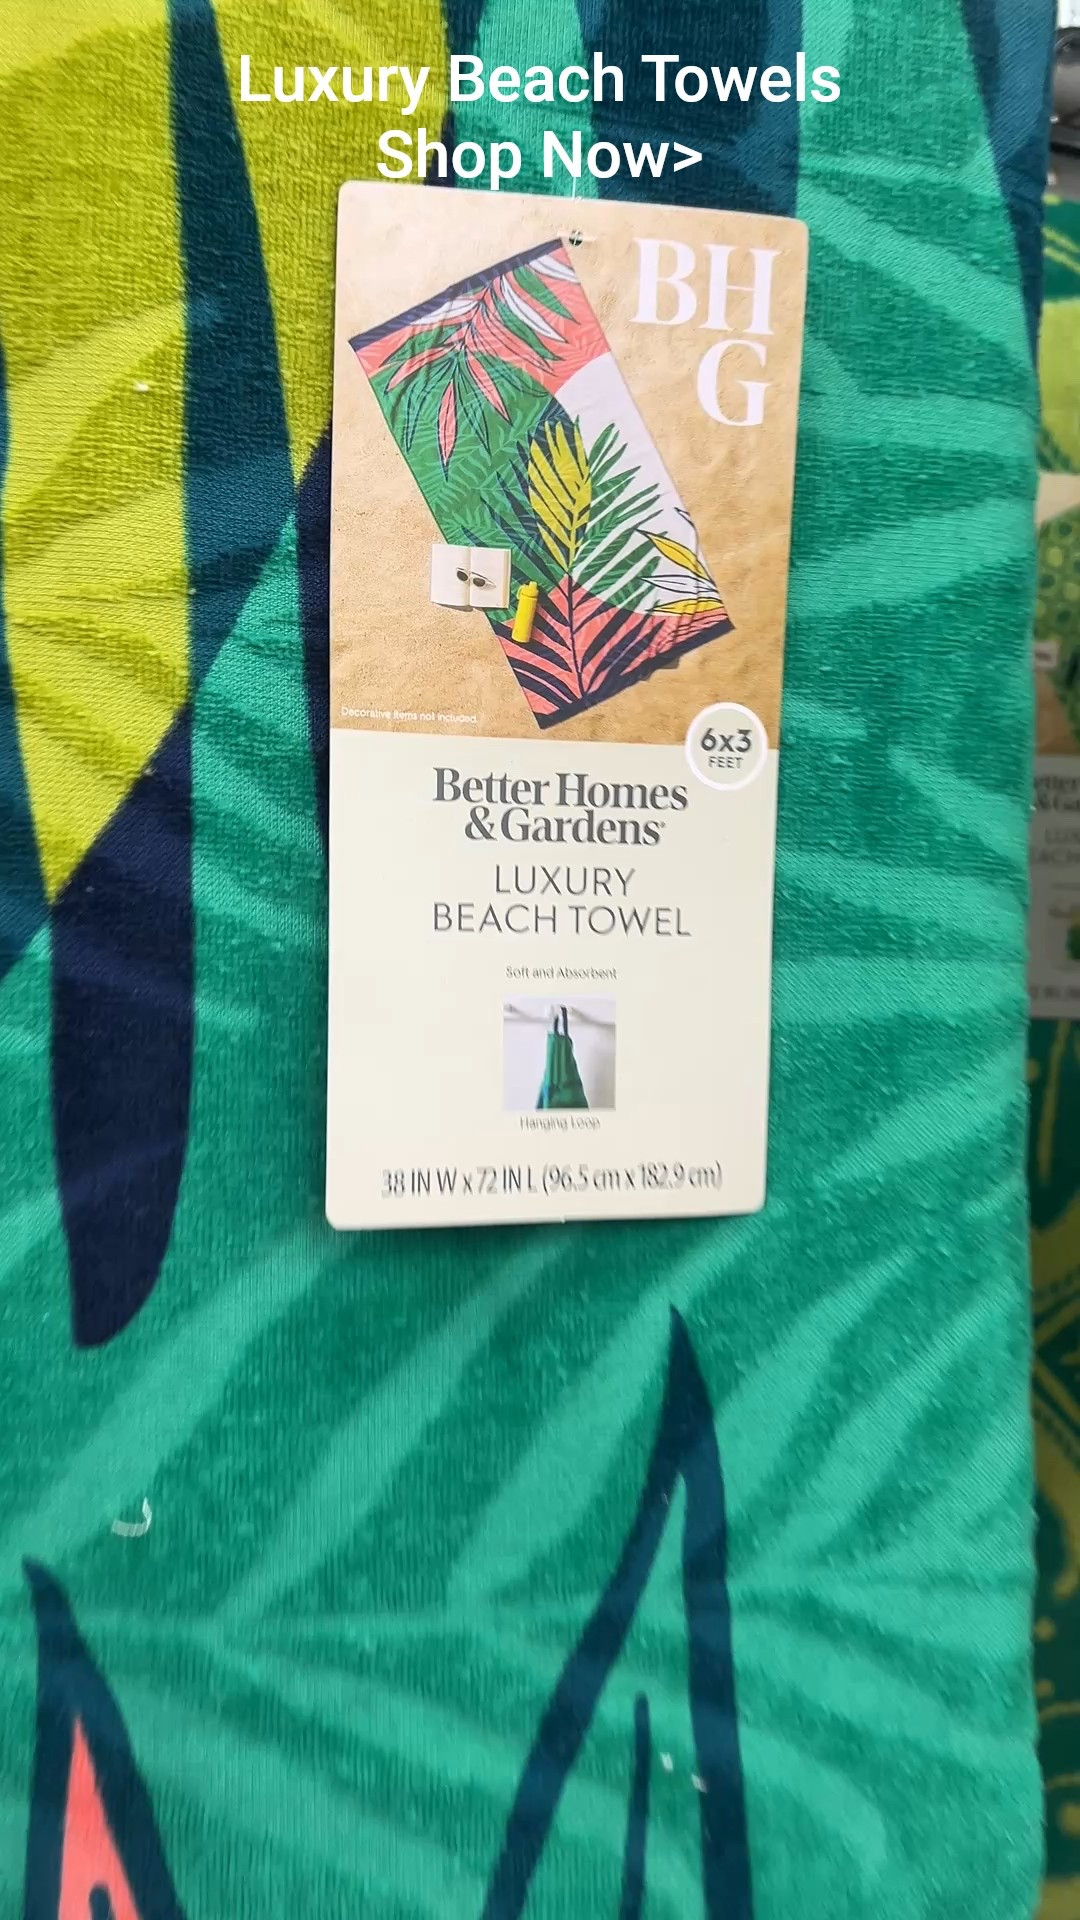 Luxury Beach Towels
Shop Now>
BH
G
Decorative items not included.
6x3
FEET
Better Homes
& Gardens
LUXURY
BEACH TOWEL
Soft and Absorbent
Hanging Loop
38 IN W x 72 IN L (96.5 cm x 182.9 cm)